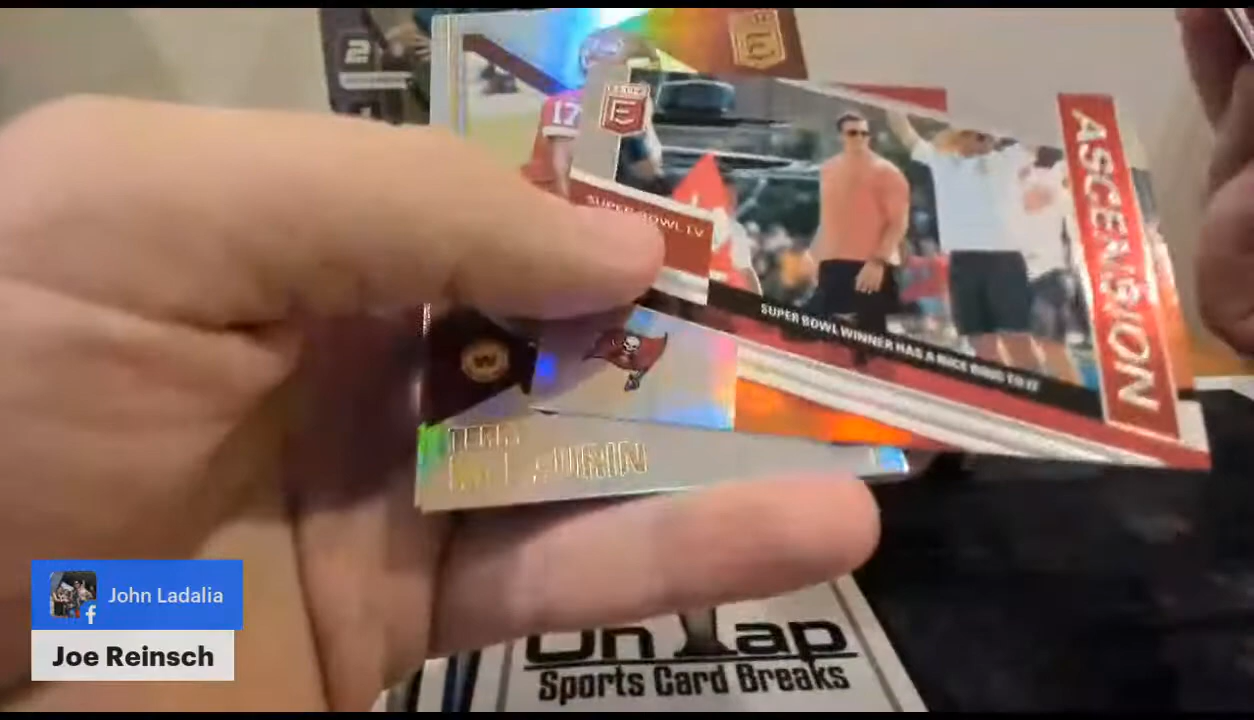 2
17
E
E
ASCENSION
SUPER BOWL LV
SUPER BOWL WINNER HAS A NICE RING TO IT
W
TERRY
John Ladalia
f
Joe Reinsch
On Tap
Sports Card Breaks